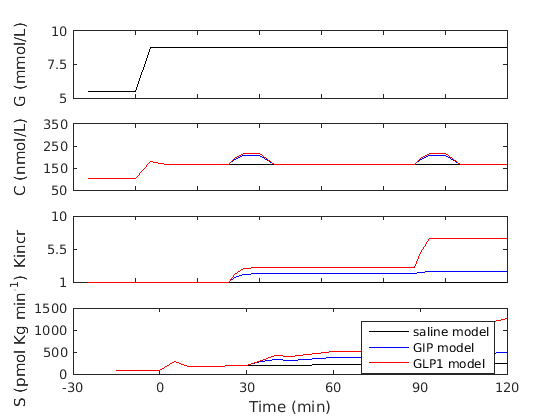 G (mmol/L)
10
7.5
5
C (nmol/L)
350
250
150
50
Kincr
10
5.5
1
S (pmol Kg min⁻¹)
1500
1000
500
0
saline model
GIP model
GLP1 model
-30 0 30 60 90 120
Time (min)